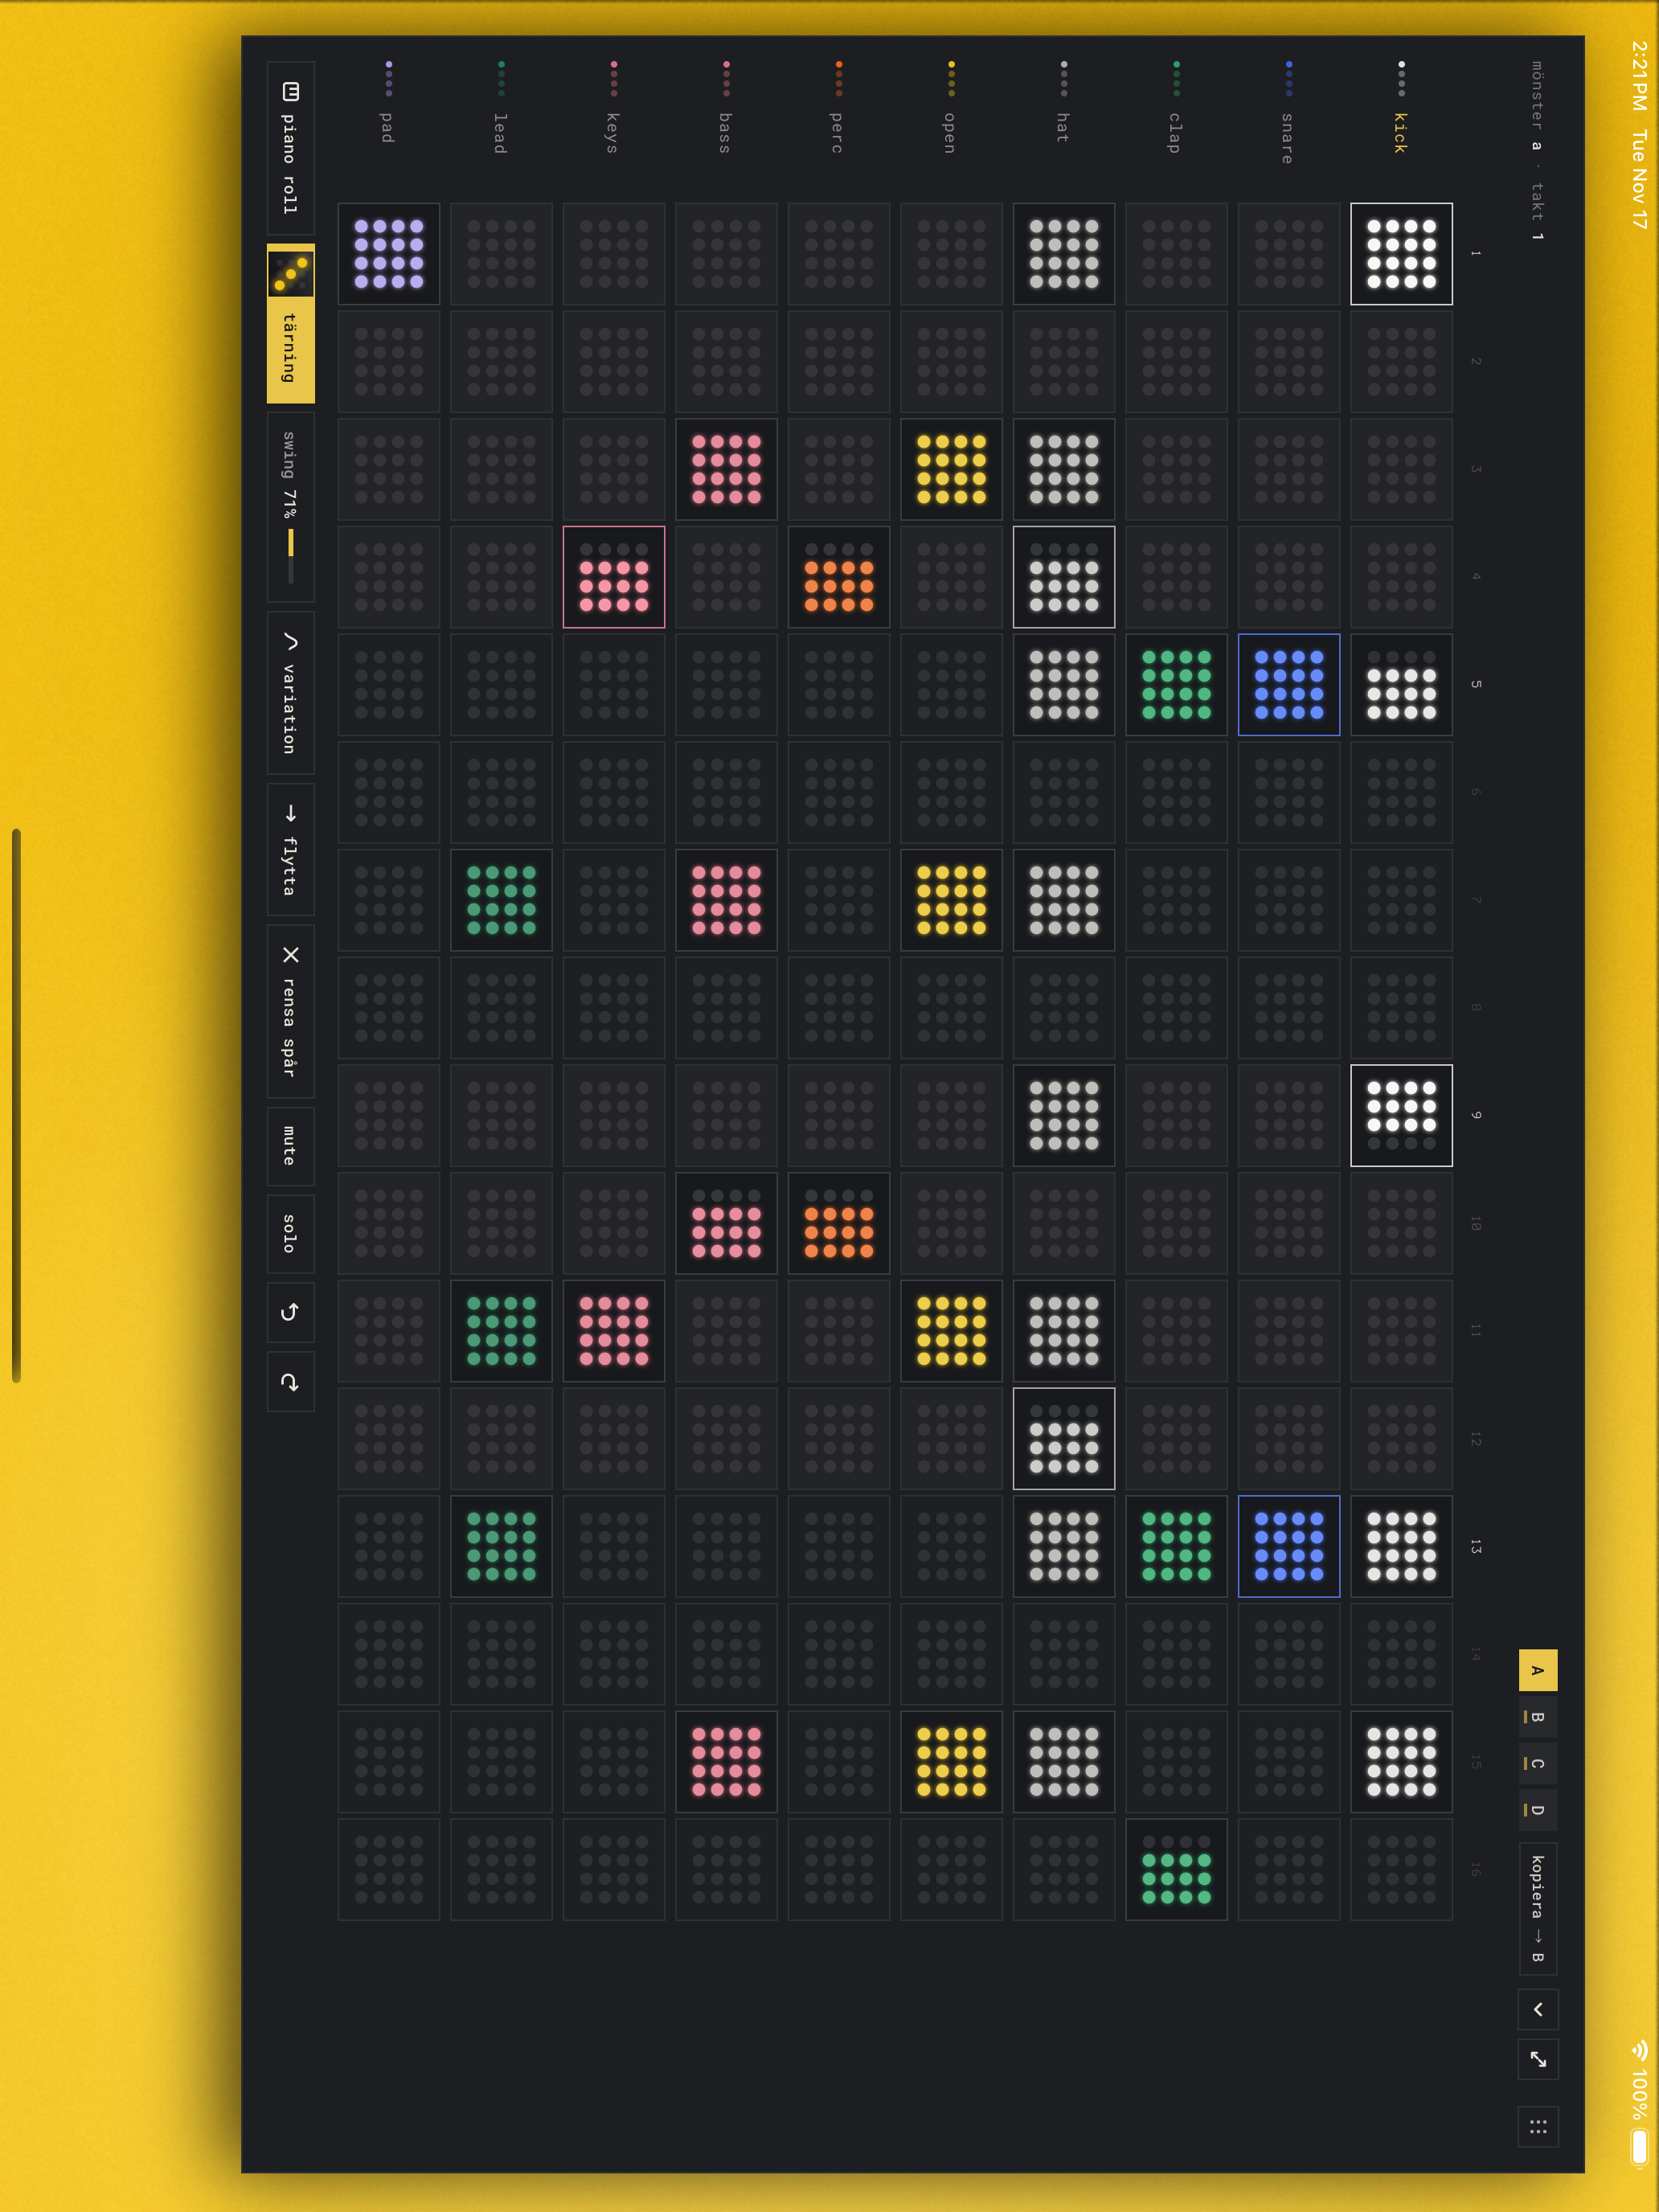 2:21 PM Tue Nov 17
100%
mönster a · takt 1
A B C D kopiera → B
1 2 3 4 5 6 7 8 9 10 11 12 13 14 15 16
kick
snare
clap
hat
open
perc
bass
keys
lead
pad
piano roll
tärning
swing 71%
variation
→ flytta
rensa spår
mute
solo